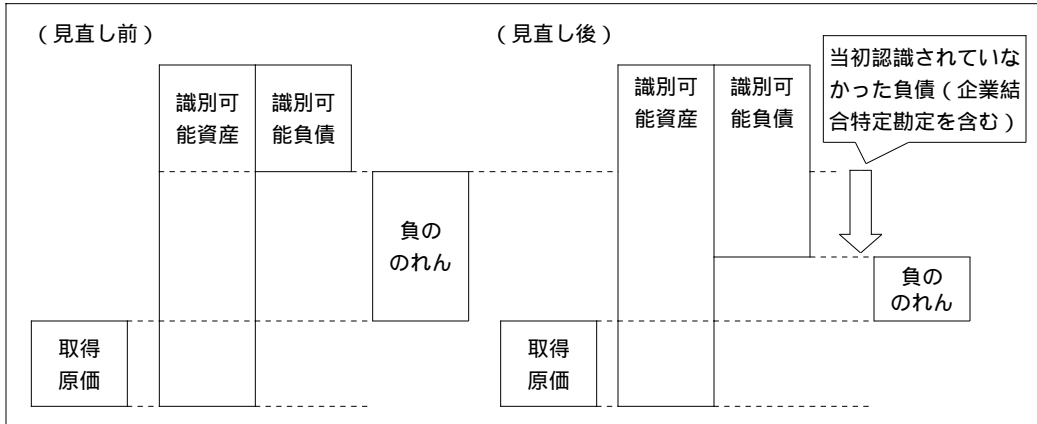 （見直し前）
識別可
能資産
識別可
能負債
負の
のれん
取得
原価
（見直し後）
識別可
能資産
識別可
能負債
当初認識されていな
かった負債（企業結
合特定勘定を含む）
負の
のれん
取得
原価